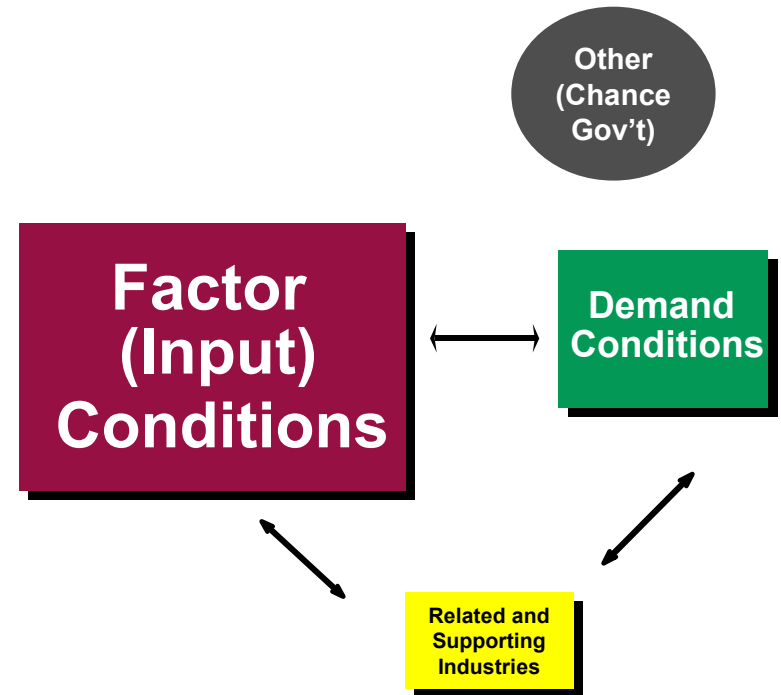 Other
(Chance
Gov’t)
Factor
(Input)
Conditions
Demand
Conditions
Related and
Supporting
Industries